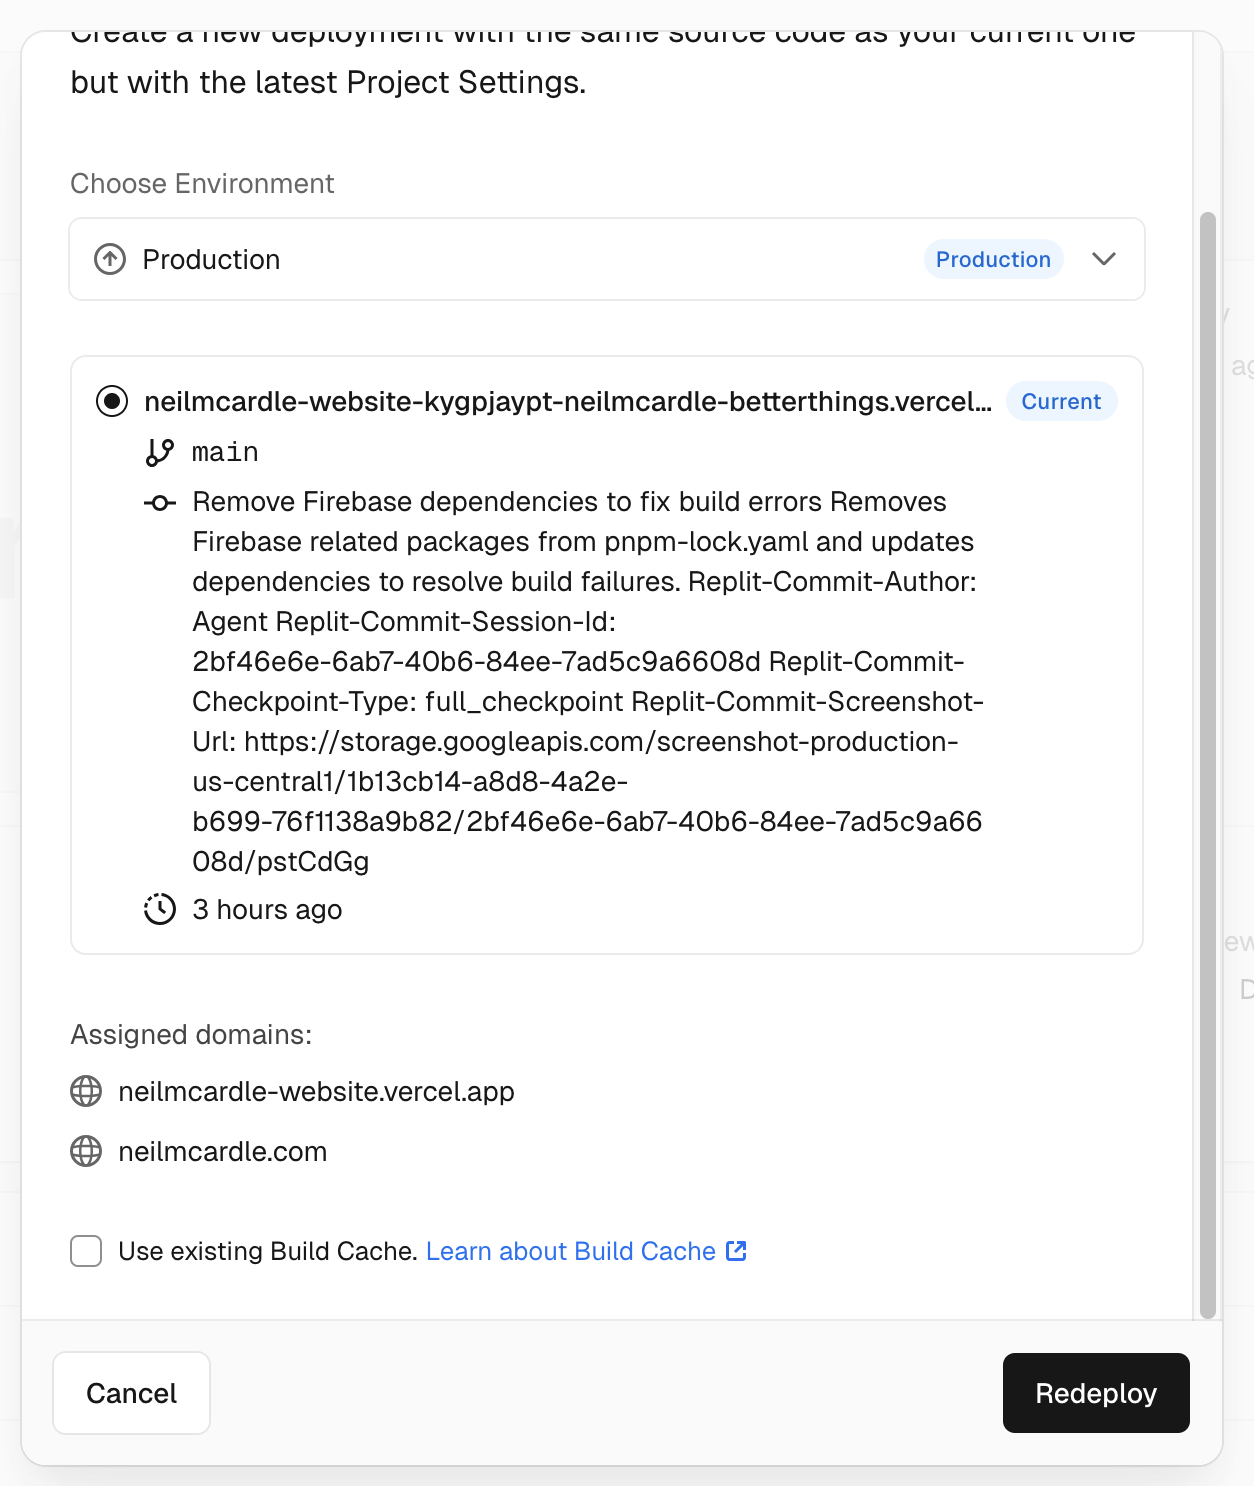 Create a new deployment with the same source code as your current one
but with the latest Project Settings.
Choose Environment
Production
Production
neilmcardle-website-kygpjaypt-neilmcardle-betterthings.vercel...
Current
main
Remove Firebase dependencies to fix build errors Removes
Firebase related packages from pnpm-lock.yaml and updates
dependencies to resolve build failures. Replit-Commit-Author:
Agent Replit-Commit-Session-Id:
2bf46e6e-6ab7-40b6-84ee-7ad5c9a6608d Replit-Commit-
Checkpoint-Type: full_checkpoint Replit-Commit-Screenshot-
Url: https://storage.googleapis.com/screenshot-production-
us-central1/1b13cb14-a8d8-4a2e-
b699-76f1138a9b82/2bf46e6e-6ab7-40b6-84ee-7ad5c9a66
08d/pstCdGg
3 hours ago
Assigned domains:
neilmcardle-website.vercel.app
neilmcardle.com
Use existing Build Cache. Learn about Build Cache
Cancel
Redeploy